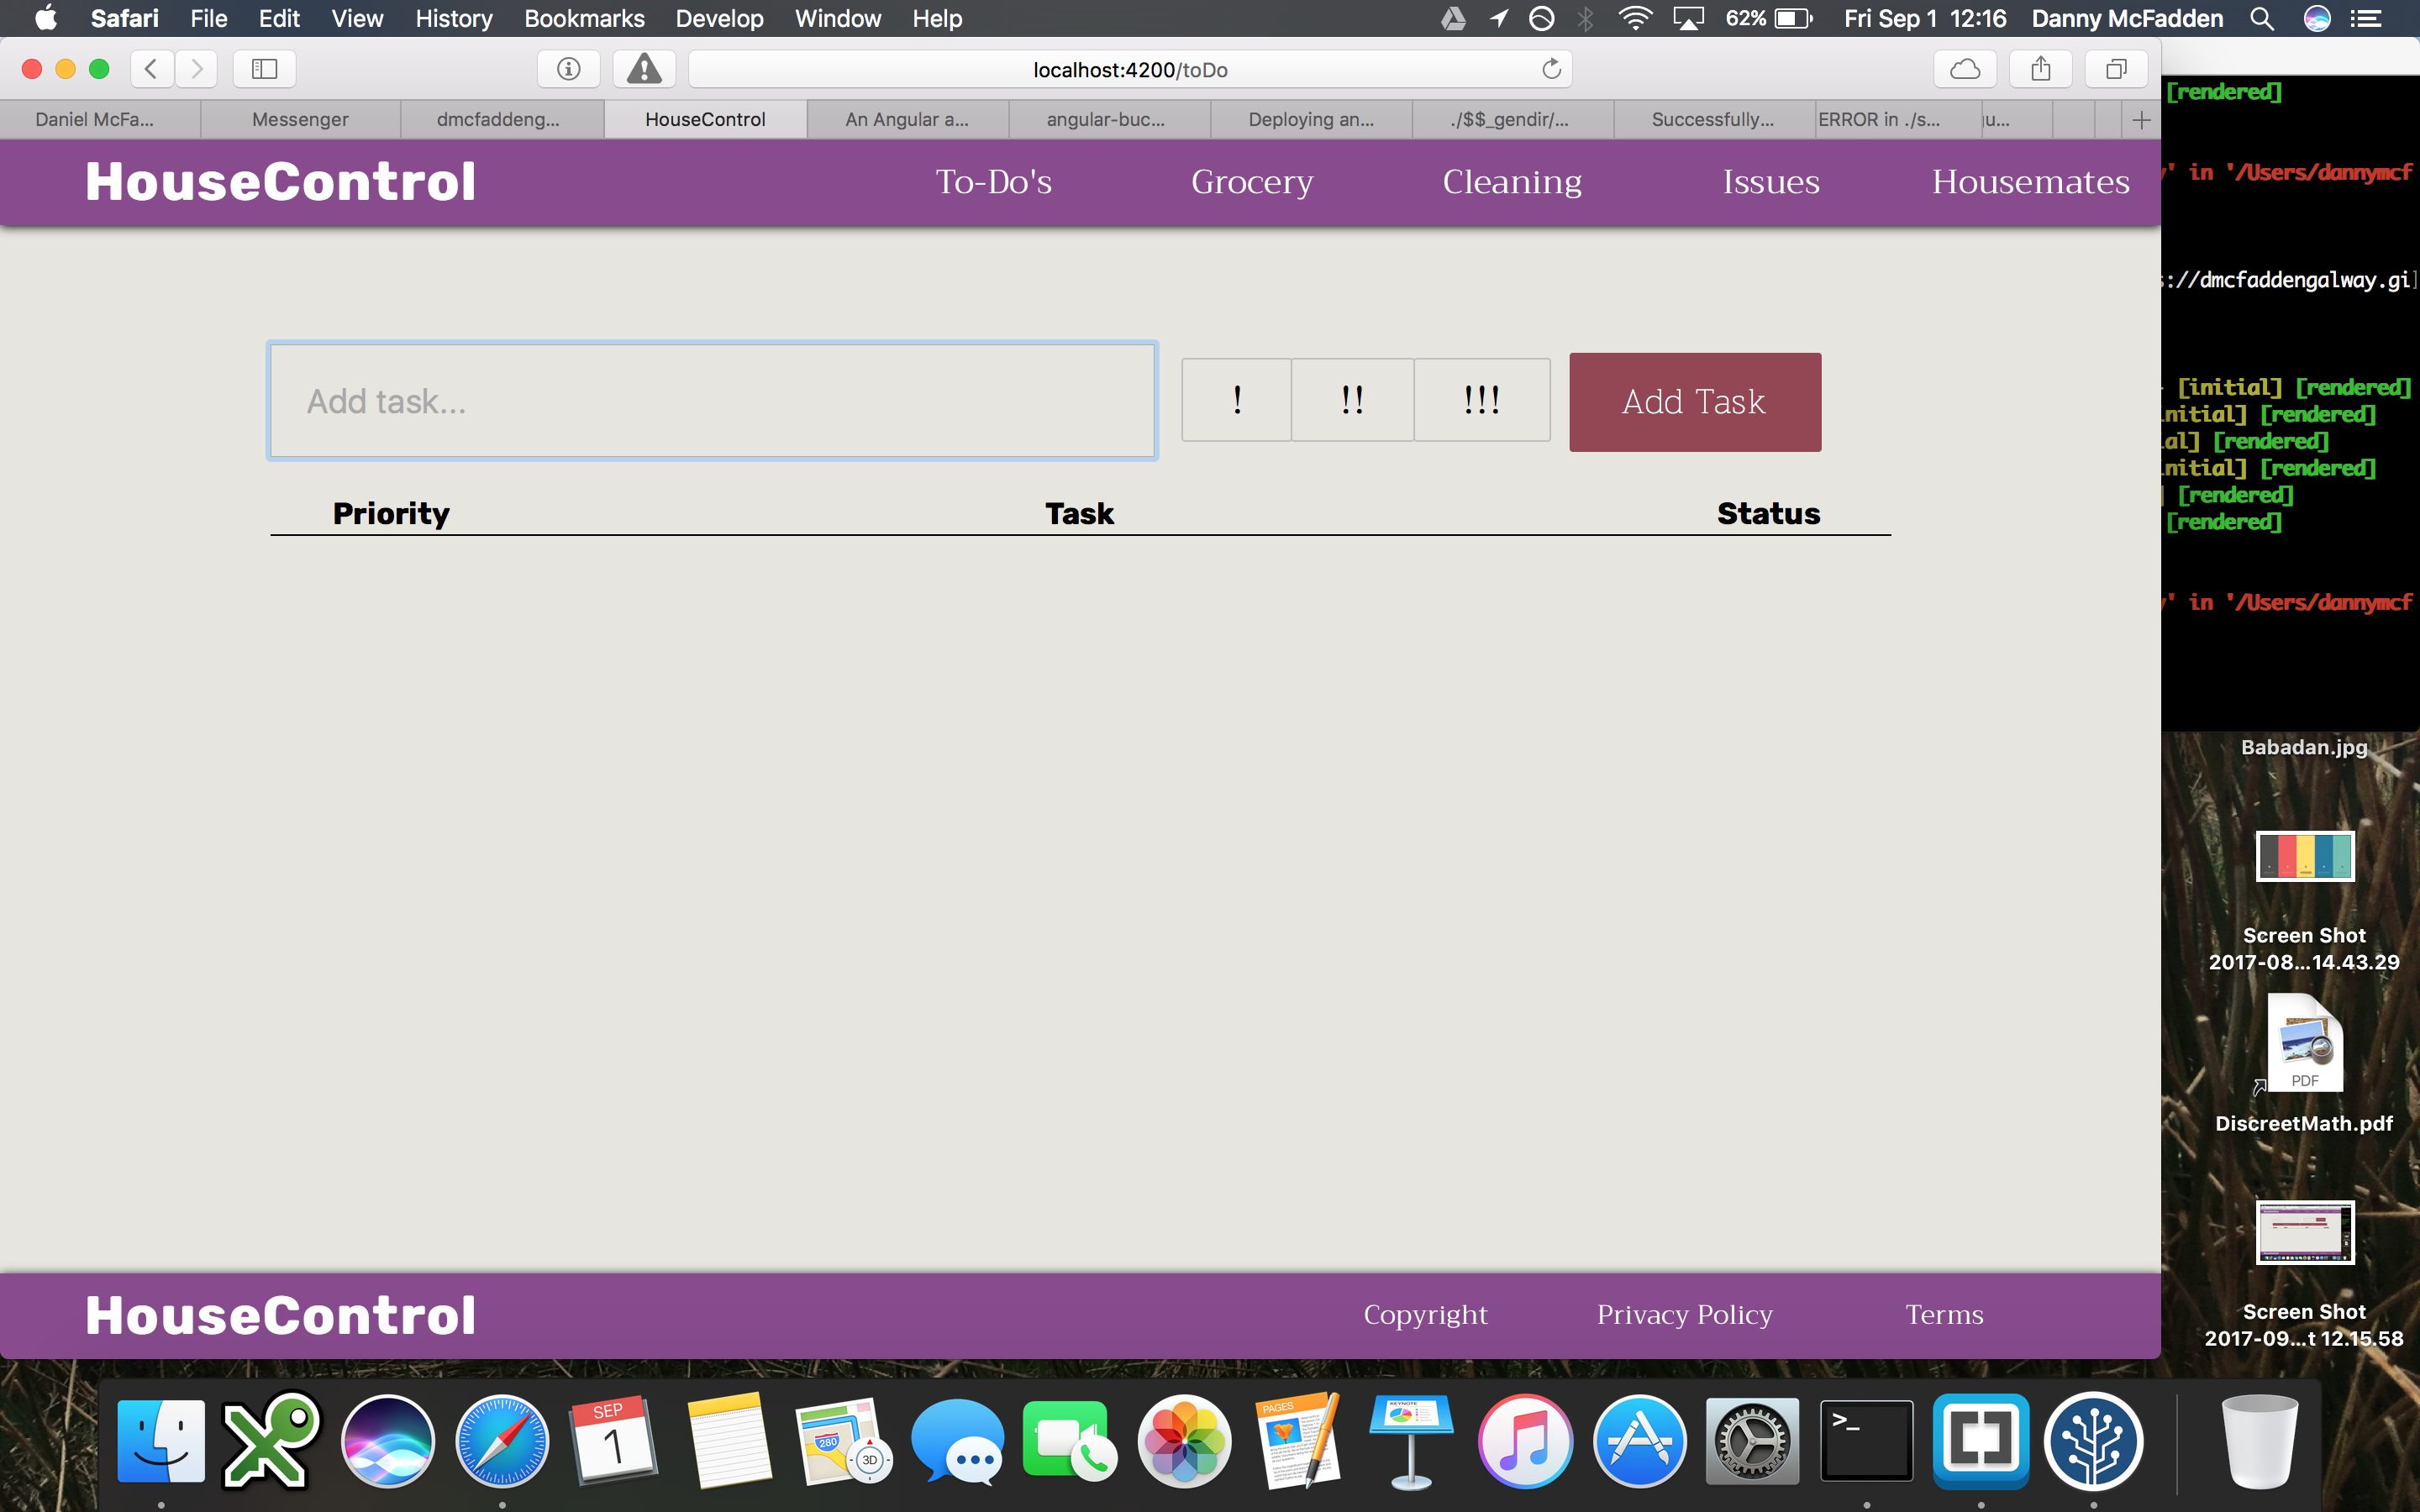 Safari File Edit View History Bookmarks Develop Window Help 62% Fri Sep 1 12:16 Danny McFadden
localhost:4200/toDo
Daniel McFa... Messenger dmcfaddeng... HouseControl An Angular a... angular-buc... Deploying an... ./$$_gendir/... Successfully... ERROR in ./s... u...
HouseControl To-Do's Grocery Cleaning Issues Housemates
Add task... ! !! !!! Add Task
Priority Task Status
HouseControl Copyright Privacy Policy Terms
[rendered]
' in '/Users/dannymcf
s://dmcfaddengalway.gi
[initial] [rendered]
nitial] [rendered]
ial] [rendered]
nitial] [rendered]
] [rendered]
[rendered]
' in '/Users/dannymcf
Babadan.jpg
Screen Shot
2017-08...14.43.29
PDF
DiscreetMath.pdf
Screen Shot
2017-09...t 12.15.58
SEP
1
280
3D
PAGES
KEYNOTE
>_